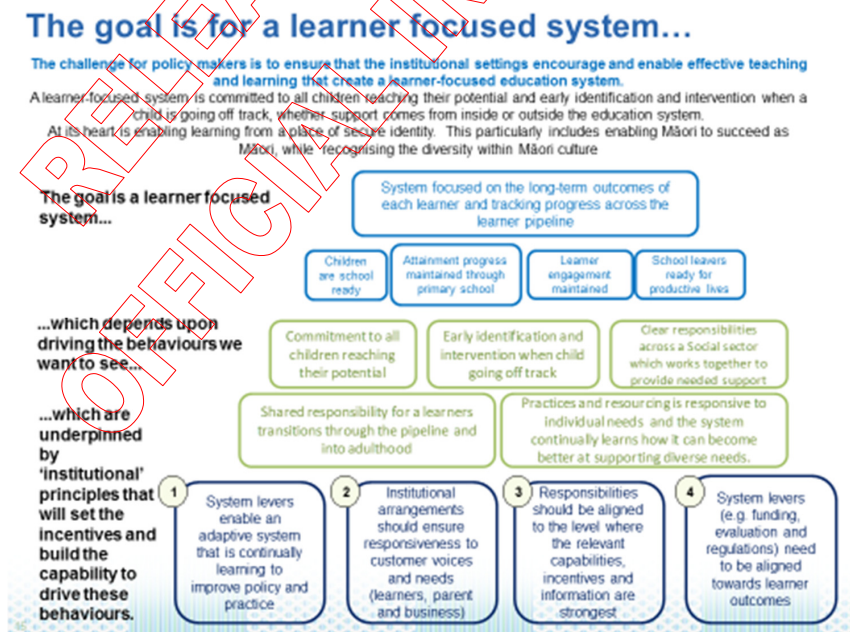 The goal is for a learner focused system...
The challenge for policy makers is to ensure that the institutional settings encourage and enable effective teaching
and learning that create a learner-focused education system.
A learner-focused system is committed to all children reaching their potential and early identification and intervention when a
child is going off track, whether support comes from inside or outside the education system.
At its heart is enabling learning from a place of secure identity. This particularly includes enabling Māori to succeed as
Māori, while recognising the diversity within Māori culture
The goal is a learner focused
system...
System focused on the long-term outcomes of
each learner and tracking progress across the
learner pipeline
Children
are school
ready
Attainment progress
maintained through
primary school
Learner
engagement
maintained
School leavers
ready for
productive lives
...which depends upon
driving the behaviours we
want to see...
Commitment to all
children reaching
their potential
Early identification and
intervention when child
going off track
Clear responsibilities
across a Social sector
which works together to
provide needed support
Shared responsibility for a learners
transitions through the pipeline and
into adulthood
Practices and resourcing is responsive to
individual needs and the system
continually learns how it can become
better at supporting diverse needs.
...which are
underpinned
by
'institutional'
principles that
will set the
incentives and
build the
capability to
drive these
behaviours.
1
System levers
enable an
adaptive system
that is continually
learning to
improve policy and
practice
2
Institutional
arrangements
should ensure
responsiveness to
customer voices
and needs
(learners, parent
and business)
3
Responsibilities
should be aligned
to the level where
the relevant
capabilities,
incentives and
information are
strongest
4
System levers
(e.g. funding,
evaluation and
regulations) need
to be aligned
towards learner
outcomes
OFFICIAL